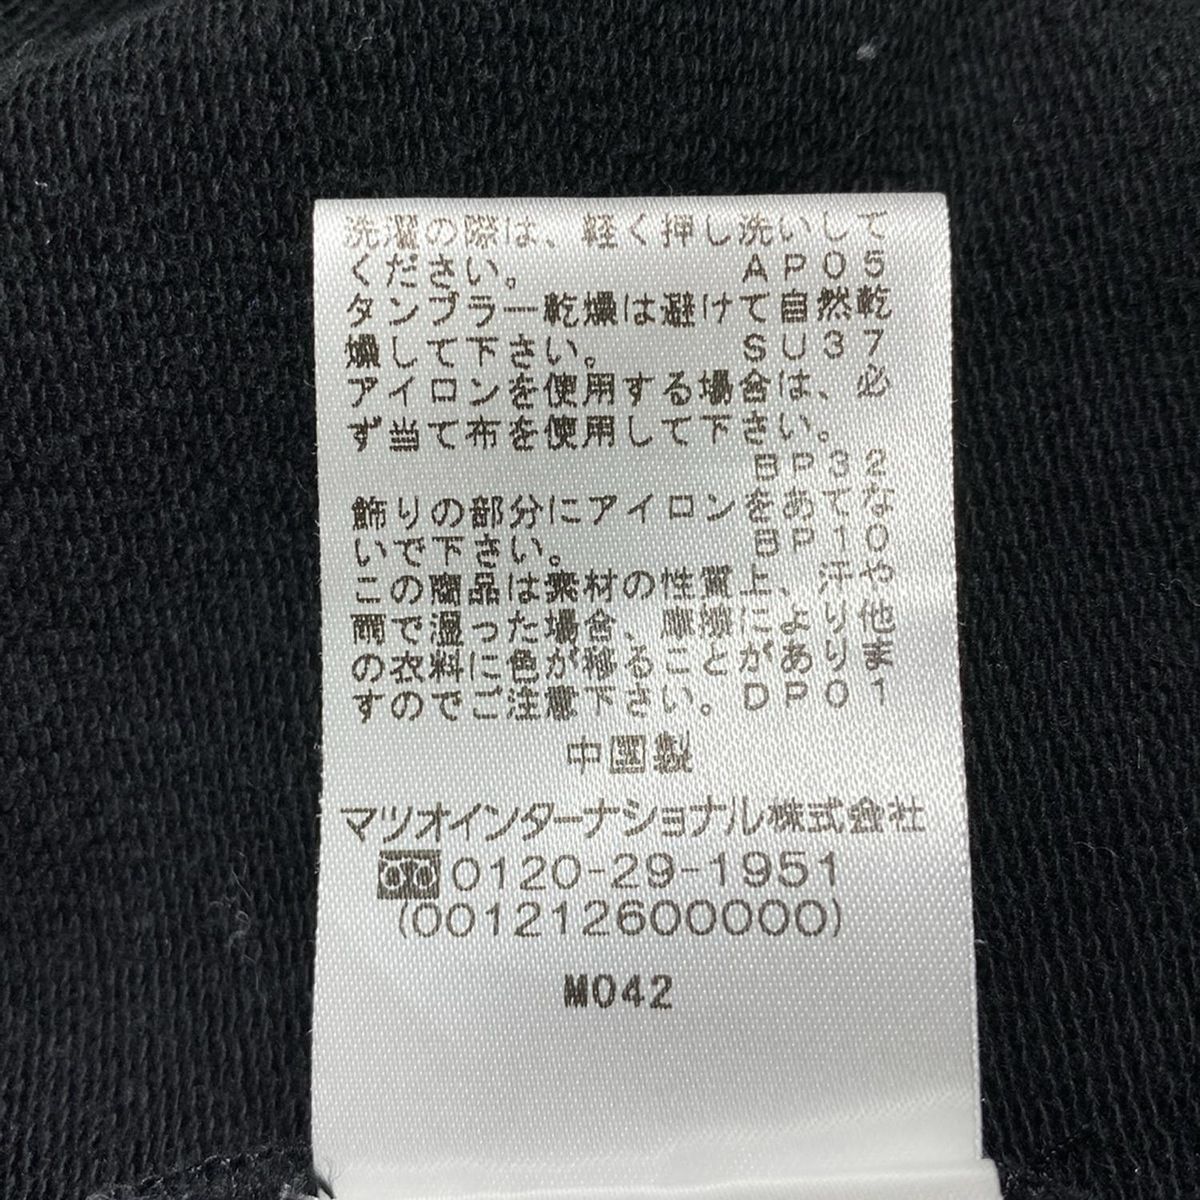 洗濯の際は、軽く押し洗いして
ください。 AP05
タンブラー乾燥は避けて自然乾
燥して下さい。 SU37
アイロンを使用する場合は、必
ず当て布を使用して下さい。
BP32
飾りの部分にアイロンをあてな
いで下さい。 BP10
この商品は素材の性質上、汗や
雨で湿った場合、摩擦により他
の衣料に色が移ることがありま
すのでご注意下さい。DP01
中国製
マツオインターナショナル株式会社
0120-29-1951
(001212600000)
M042